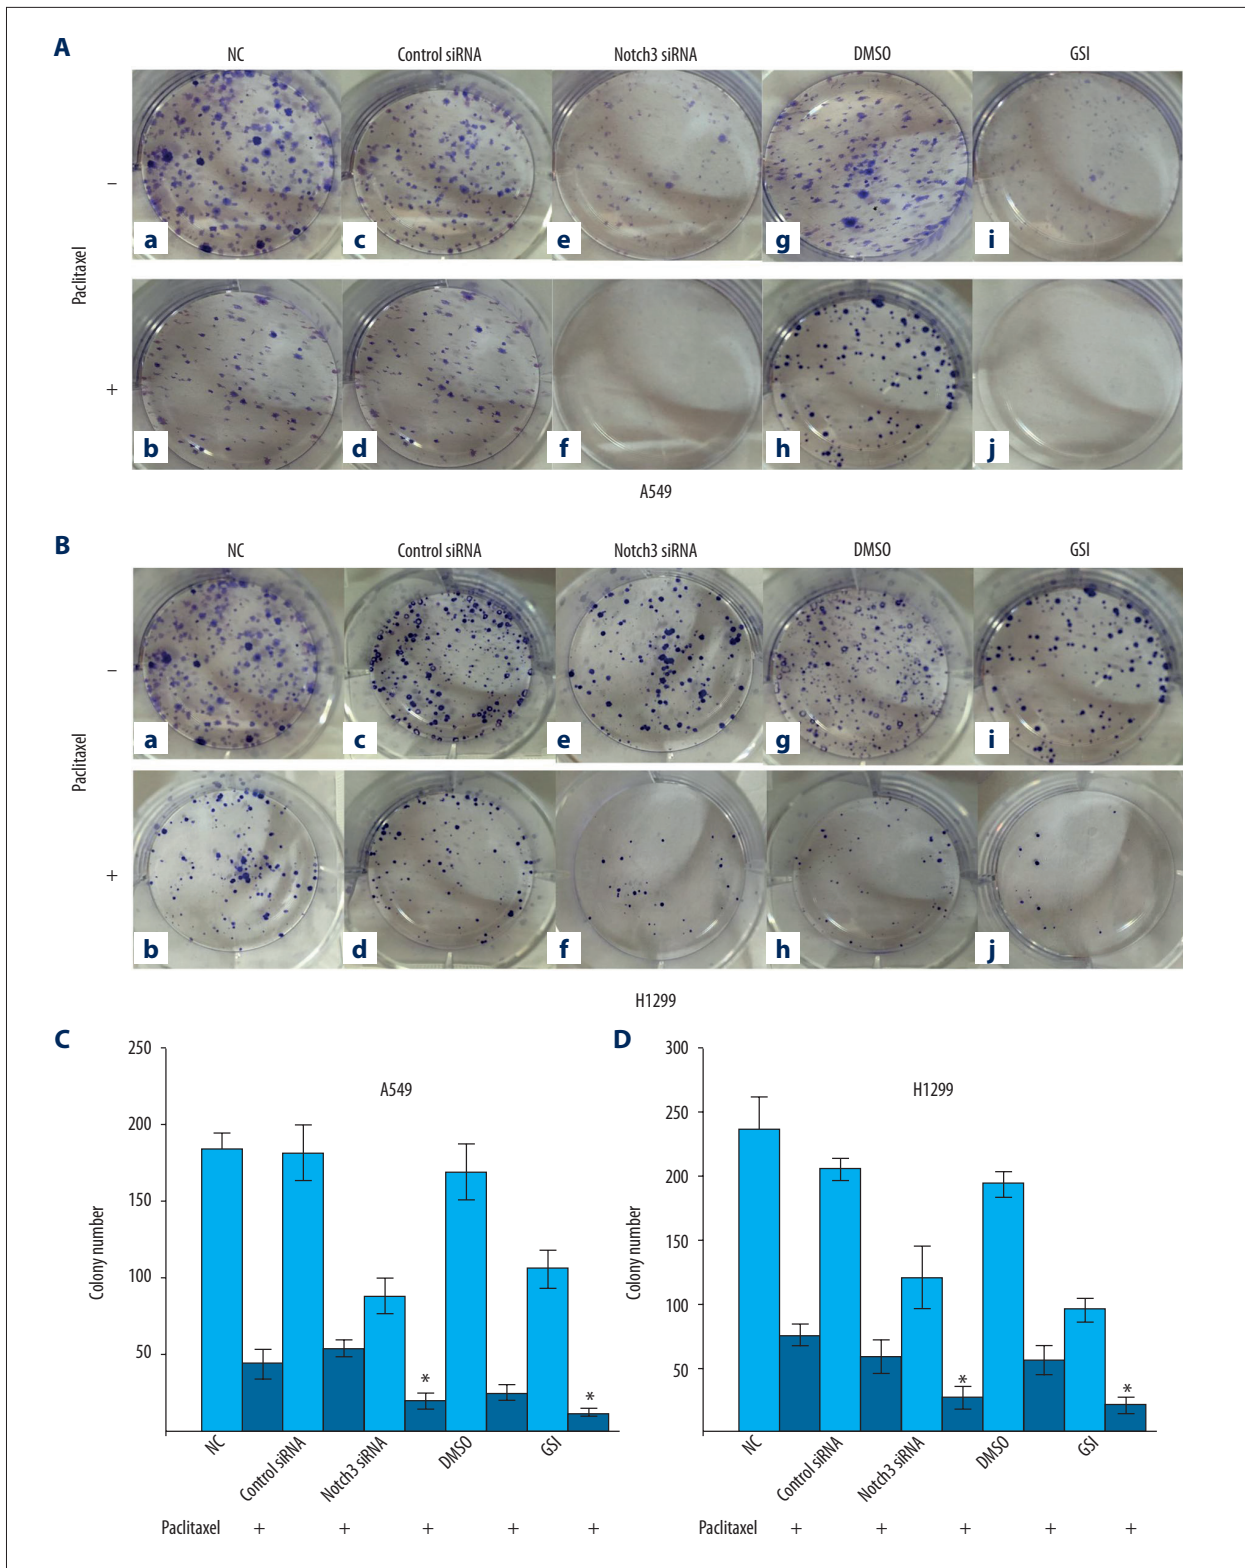 A
NC Control siRNA Notch3 siRNA DMSO GSI
Paclitaxel
−
a c e g i
+
b d f h j
A549
B
NC Control siRNA Notch3 siRNA DMSO GSI
Paclitaxel
−
a c e g i
+
b d f h j
H1299
C
A549
Colony number
250
200
150
100
50
* *
NC Control siRNA Notch3 siRNA DMSO GSI
Paclitaxel + + + + +
D
H1299
Colony number
300
250
200
150
100
50
* *
NC Control siRNA Notch3 siRNA DMSO GSI
Paclitaxel + + + + +